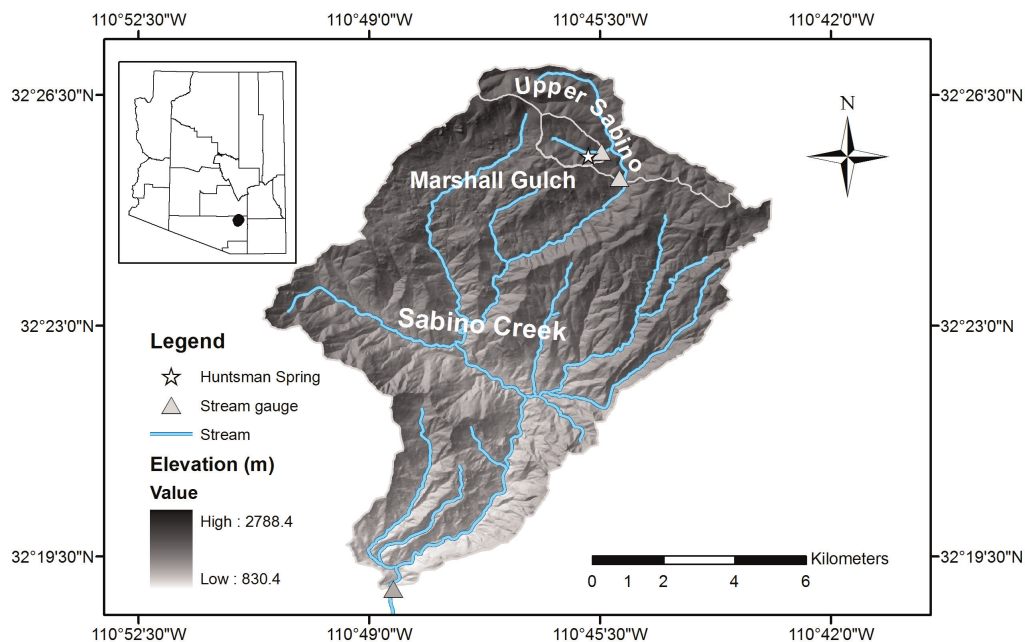 110°52'30"W 110°49'0"W 110°45'30"W 110°42'0"W
32°26'30"N 32°26'30"N
Upper Sabino
N
Marshall Gulch
32°23'0"N 32°23'0"N
Sabino Creek
Legend
Huntsman Spring
Stream gauge
Stream
Elevation (m)
Value
High : 2788.4
Low : 830.4
32°19'30"N 32°19'30"N
Kilometers
0 1 2 4 6
110°52'30"W 110°49'0"W 110°45'30"W 110°42'0"W